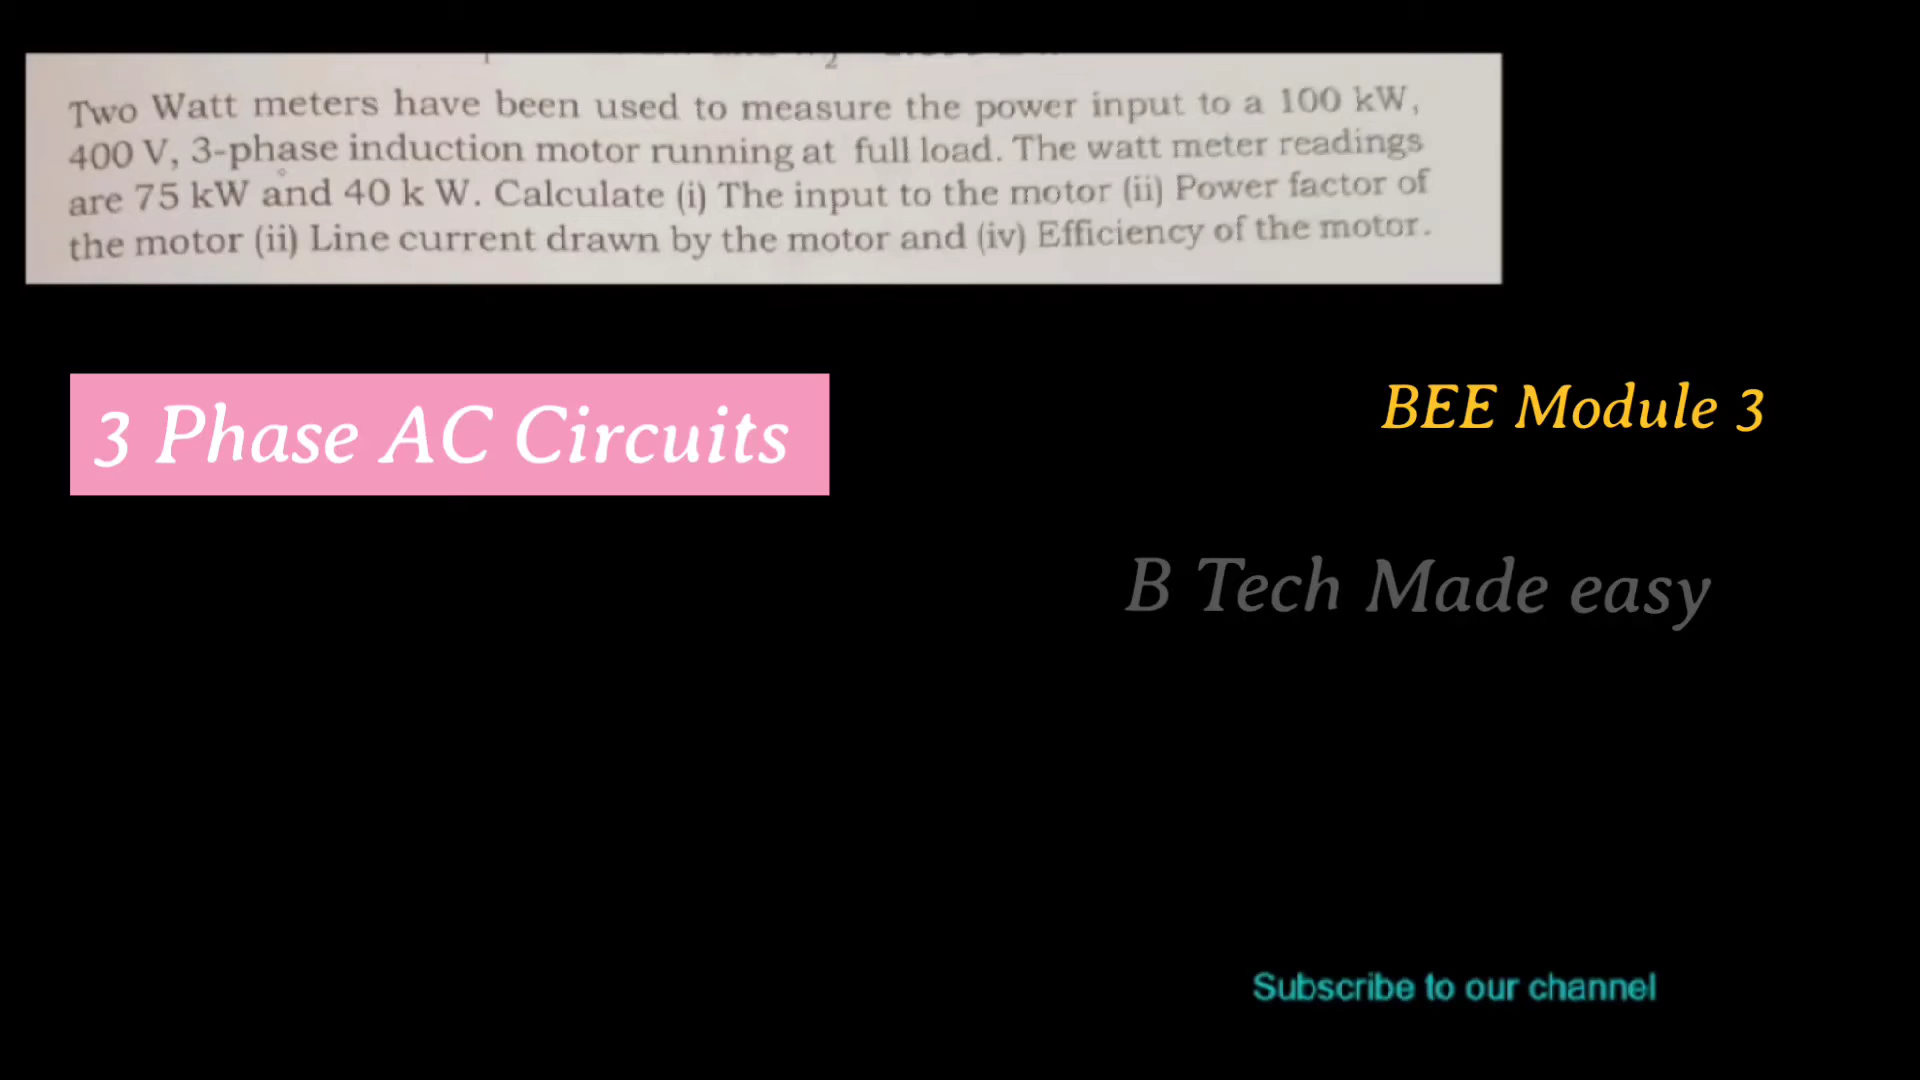 Two Watt meters have been used to measure the power input to a 100 kW,
400 V, 3-phase induction motor running at full load. The watt meter readings
are 75 kW and 40 k W. Calculate (i) The input to the motor (ii) Power factor of
the motor (ii) Line current drawn by the motor and (iv) Efficiency of the motor.
3 Phase AC Circuits
BEE Module 3
B Tech Made easy
Subscribe to our channel